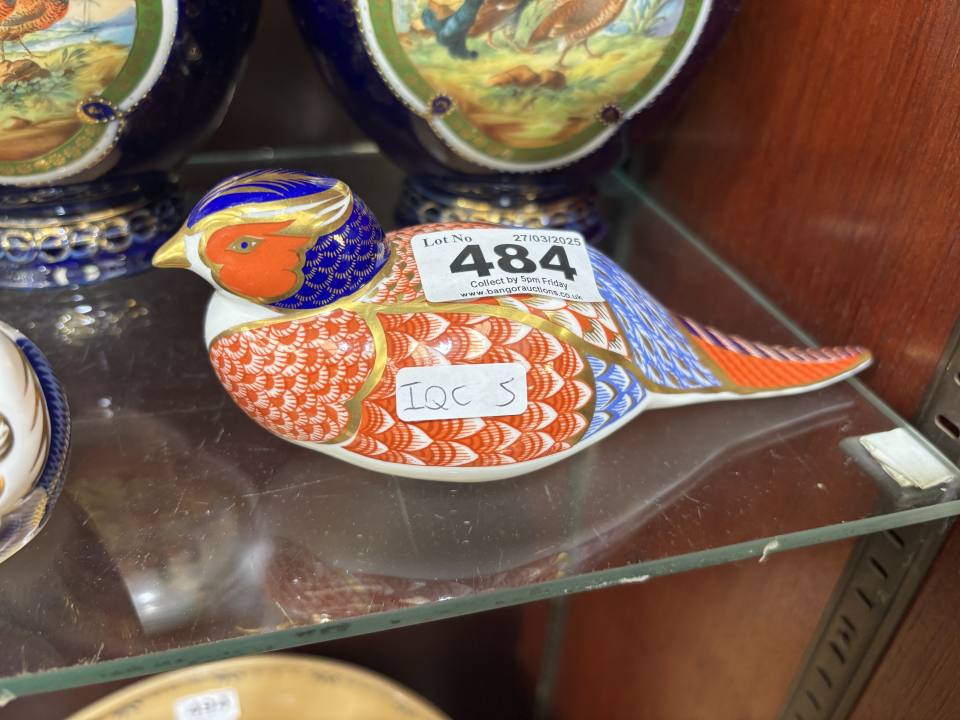 Lot No 27/03/2025
484
Collect by 5pm Friday
www.bangorauctions.co.uk
IQC 5